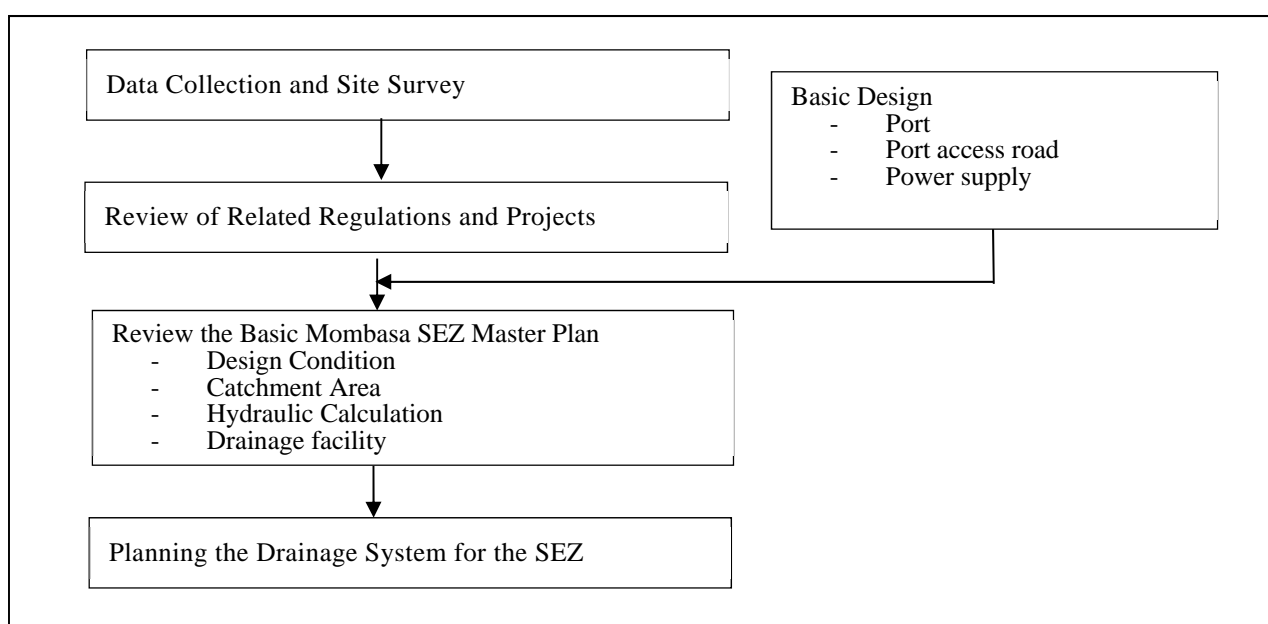 Data Collection and Site Survey
Basic Design
- Port
- Port access road
- Power supply
Review of Related Regulations and Projects
Review the Basic Mombasa SEZ Master Plan
- Design Condition
- Catchment Area
- Hydraulic Calculation
- Drainage facility
Planning the Drainage System for the SEZ